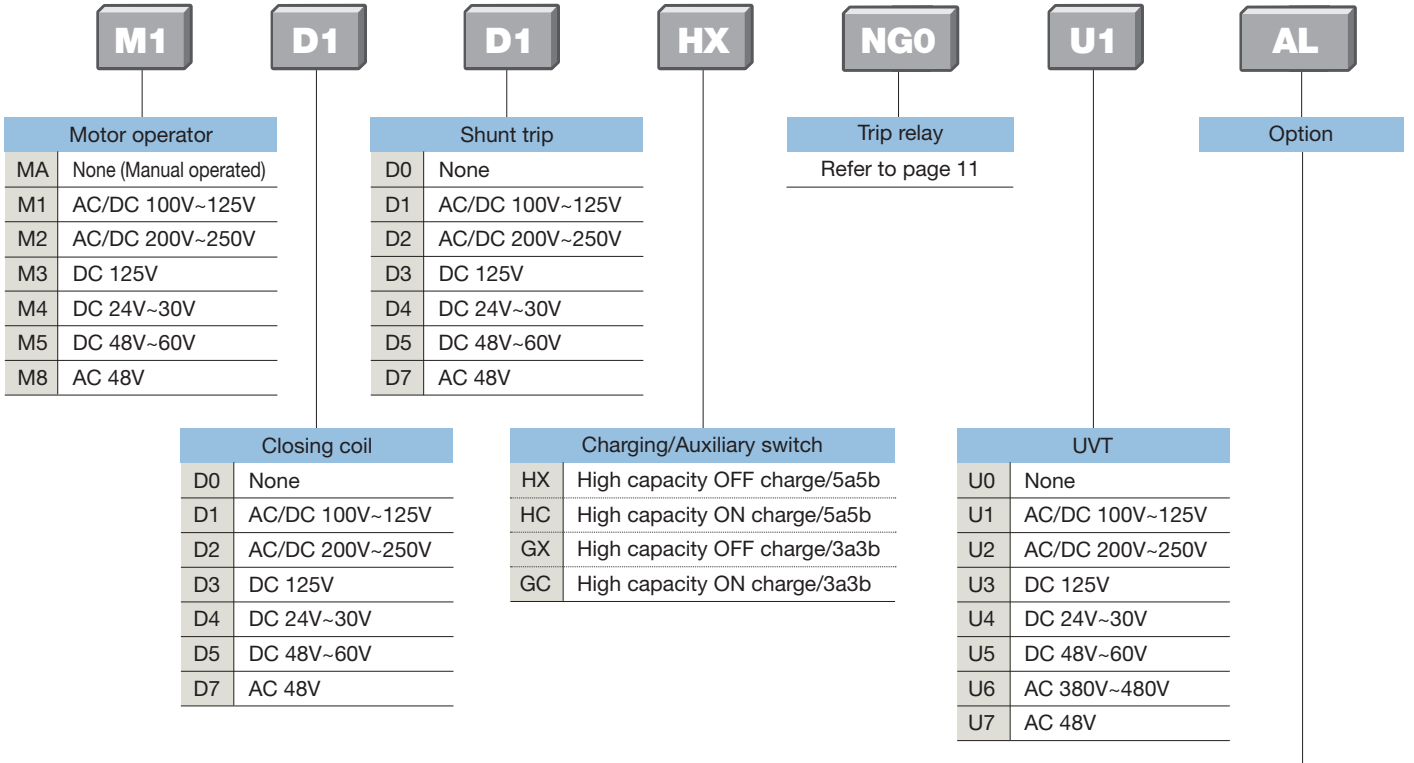 M1 D1 D1 HX NG0 U1 AL
Motor operator
MA None (Manual operated)
M1 AC/DC 100V~125V
M2 AC/DC 200V~250V
M3 DC 125V
M4 DC 24V~30V
M5 DC 48V~60V
M8 AC 48V
Shunt trip
D0 None
D1 AC/DC 100V~125V
D2 AC/DC 200V~250V
D3 DC 125V
D4 DC 24V~30V
D5 DC 48V~60V
D7 AC 48V
Trip relay
Refer to page 11
Option
Closing coil
D0 None
D1 AC/DC 100V~125V
D2 AC/DC 200V~250V
D3 DC 125V
D4 DC 24V~30V
D5 DC 48V~60V
D7 AC 48V
Charging/Auxiliary switch
HX High capacity OFF charge/5a5b
HC High capacity ON charge/5a5b
GX High capacity OFF charge/3a3b
GC High capacity ON charge/3a3b
UVT
U0 None
U1 AC/DC 100V~125V
U2 AC/DC 200V~250V
U3 DC 125V
U4 DC 24V~30V
U5 DC 48V~60V
U6 AC 380V~480V
U7 AC 48V